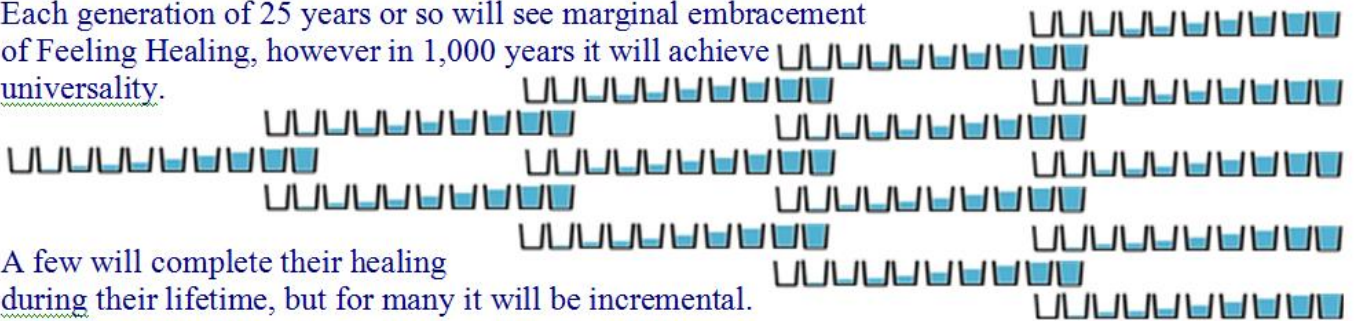 Each generation of 25 years or so will see marginal embracement
of Feeling Healing, however in 1,000 years it will achieve
universality.
A few will complete their healing
during their lifetime, but for many it will be incremental.